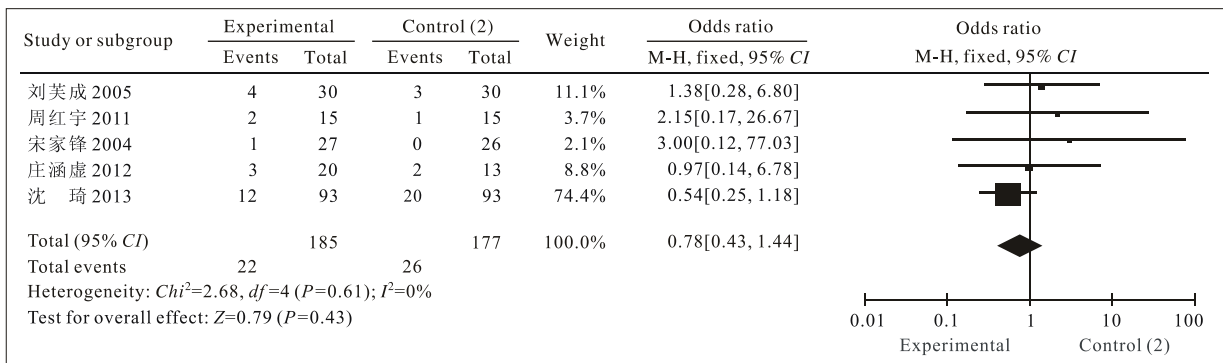 Study or subgroup Experimental Control (2) Weight Odds ratio Odds ratio
Events Total Events Total M-H, fixed, 95% CI M-H, fixed, 95% CI
刘芙成 2005 4 30 3 30 11.1% 1.38[0.28, 6.80]
周红宇 2011 2 15 1 15 3.7% 2.15[0.17, 26.67]
宋家锋 2004 1 27 0 26 2.1% 3.00[0.12, 77.03]
庄涵虚 2012 3 20 2 13 8.8% 0.97[0.14, 6.78]
沈 琦 2013 12 93 20 93 74.4% 0.54[0.25, 1.18]
Total (95% CI) 185 177 100.0% 0.78[0.43, 1.44]
Total events 22 26
Heterogeneity: Chi²=2.68, df=4 (P=0.61); I²=0%
Test for overall effect: Z=0.79 (P=0.43)
0.01 0.1 1 10 100
Experimental Control (2)